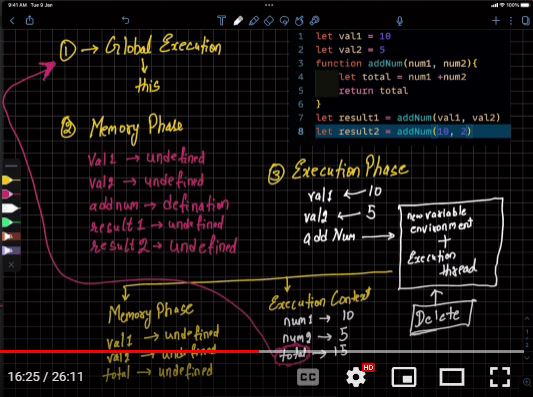 9:41 AM Tue 9 Jan
100%
① → Global Execution
this
② Memory Phase
val1 → undefined
val2 → undefined
addnum → defination
result1 → undefined
result2 → undefined
1 let val1 = 10
2 let val2 = 5
3 function addNum(num1, num2){
4 let total = num1 +num2
5 return total
6 }
7 let result1 = addNum(val1, val2)
8 let result2 = addNum(10, 2)
③ Execution Phase
val1 ← 10
val2 ← 5
addNum →
new variable
environment
+
Execution
thread
Delete
Memory Phase
val1 → undefined
val2 → undefined
total → undefined
Execution Context
num1 → 10
num2 → 5
total → 15
16:25 / 26:11
CC
HD